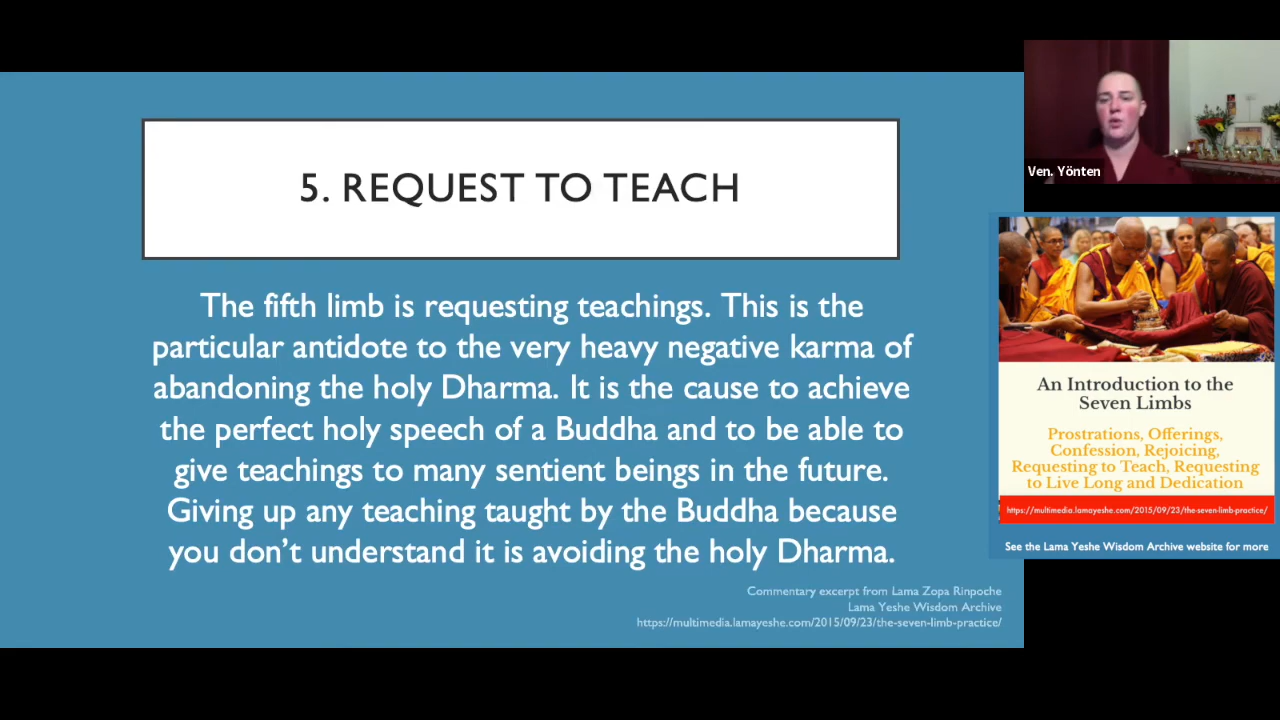 5. REQUEST TO TEACH
The fifth limb is requesting teachings. This is the
particular antidote to the very heavy negative karma of
abandoning the holy Dharma. It is the cause to achieve
the perfect holy speech of a Buddha and to be able to
give teachings to many sentient beings in the future.
Giving up any teaching taught by the Buddha because
you don't understand it is avoiding the holy Dharma.
Commentary excerpt from Lama Zopa Rinpoche
Lama Yeshe Wisdom Archive
https://multimedia.lamayeshe.com/2015/09/23/the-seven-limb-practice/
Ven. Yönten
An Introduction to the
Seven Limbs
Prostrations, Offerings,
Confession, Rejoicing,
Requesting to Teach, Requesting
to Live Long and Dedication
https://multimedia.lamayeshe.com/2015/09/23/the-seven-limb-practice/
See the Lama Yeshe Wisdom Archive website for more